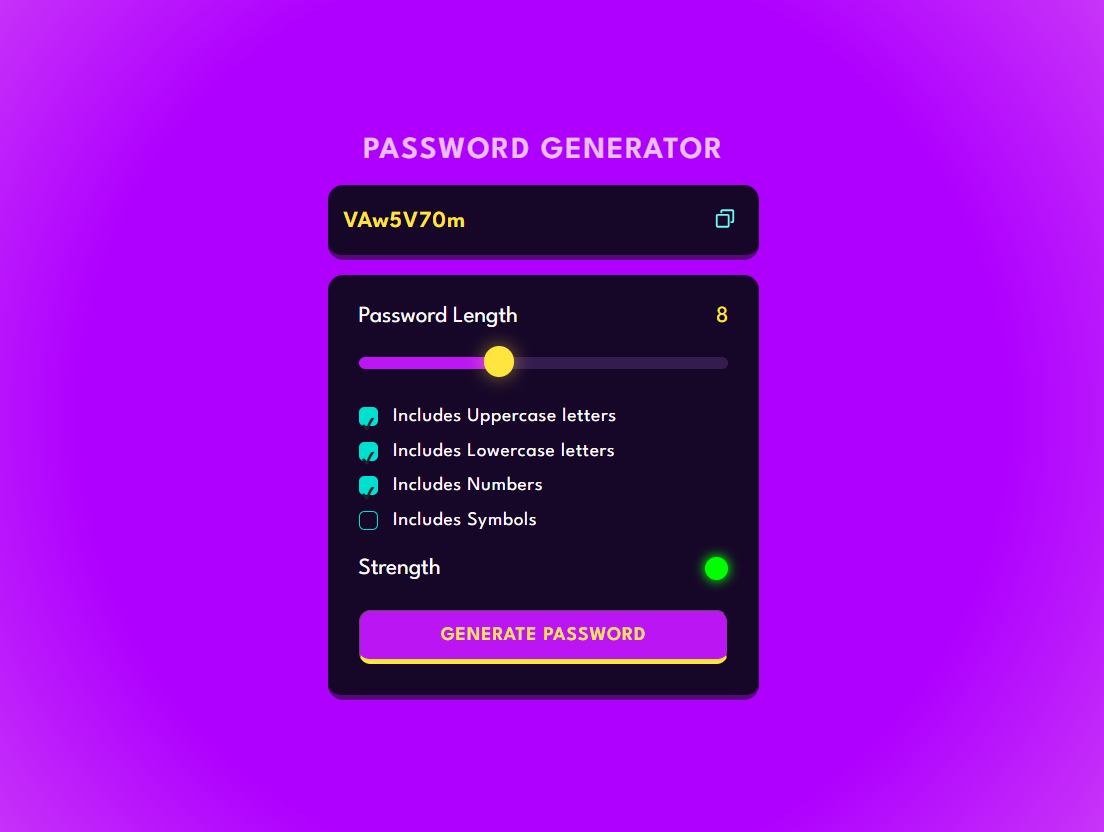 PASSWORD GENERATOR
VAw5V70m
Password Length 8
Includes Uppercase letters
Includes Lowercase letters
Includes Numbers
Includes Symbols
Strength
GENERATE PASSWORD